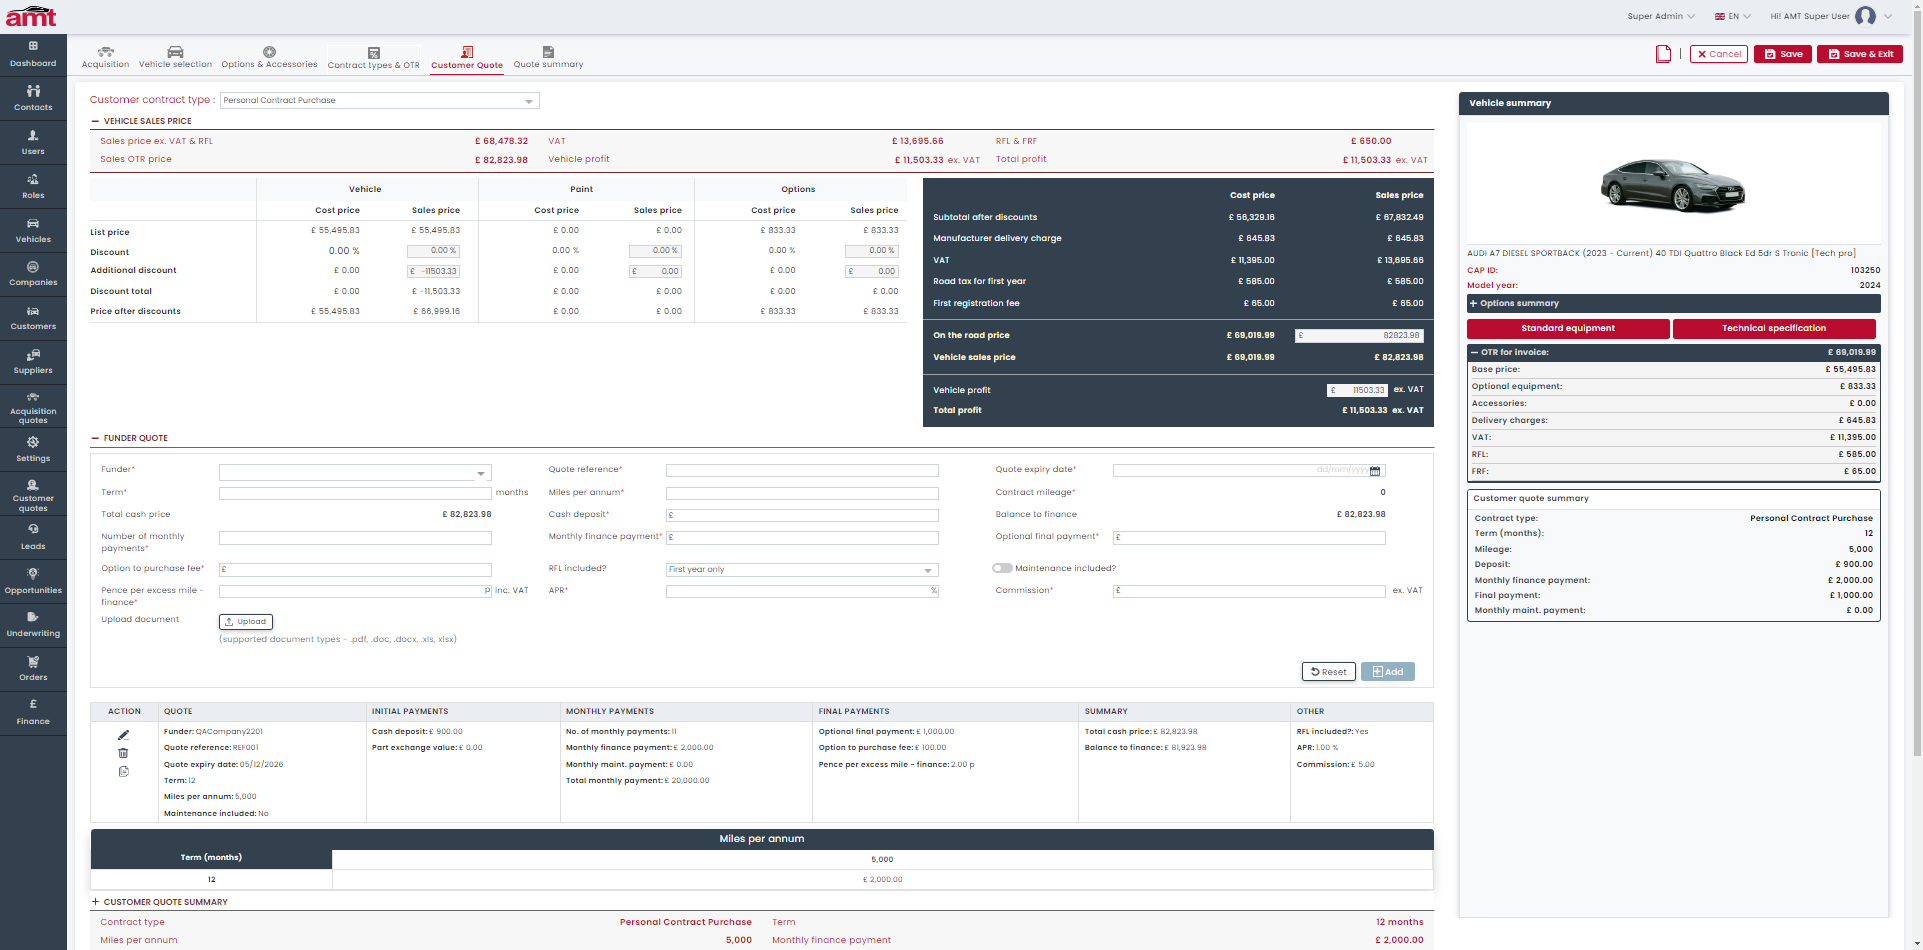 amt
Super Admin
EN
Hi! AMT Super User
Dashboard
Contacts
Users
Roles
Vehicles
Companies
Customers
Suppliers
Acquisition quotes
Settings
Customer quotes
Leads
Opportunities
Underwriting
Orders
£
Finance
Acquisition
Vehicle selection
Options & Accessories
Contract types & OTR
Customer Quote
Quote summary
Cancel
Save
Save & Exit
Customer contract type : Personal Contract Purchase
VEHICLE SALES PRICE
Sales price ex. VAT & RFL £ 68,478.32 VAT £ 13,695.66 RFL & FRF £ 650.00
Sales OTR price £ 82,823.98 Vehicle profit £ 11,503.33 ex. VAT Total profit £ 11,503.33 ex. VAT
Vehicle Paint Options
Cost price Sales price Cost price Sales price Cost price Sales price
List price £ 55,495.83 £ 55,495.83 £ 0.00 £ 0.00 £ 833.33 £ 833.33
Discount 0.00 % 0.00 % 0.00 % 0.00 % 0.00 % 0.00 %
Additional discount £ 0.00 £ -11503.33 £ 0.00 £ 0.00 £ 0.00 £ 0.00
Discount total £ 0.00 £ -11,503.33 £ 0.00 £ 0.00 £ 0.00 £ 0.00
Price after discounts £ 55,495.83 £ 66,999.16 £ 0.00 £ 0.00 £ 833.33 £ 833.33
Cost price Sales price
Subtotal after discounts £ 56,329.16 £ 67,832.49
Manufacturer delivery charge £ 645.83 £ 645.83
VAT £ 11,395.00 £ 13,695.66
Road tax for first year £ 585.00 £ 585.00
First registration fee £ 65.00 £ 65.00
On the road price £ 69,019.99 £ 82823.98
Vehicle sales price £ 69,019.99 £ 82,823.98
Vehicle profit £ 11503.33 ex. VAT
Total profit £ 11,503.33 ex. VAT
FUNDER QUOTE
Funder* Quote reference* Quote expiry date* dd/mm/yyyy
Term* months Miles per annum* Contract mileage* 0
Total cash price £ 82,823.98 Cash deposit* £ Balance to finance £ 82,823.98
Number of monthly payments* Monthly finance payment* £ Optional final payment* £
Option to purchase fee* £ RFL included? First year only Maintenance included?
Pence per excess mile - finance* p inc. VAT APR* % Commission* £ ex. VAT
Upload document Upload
(supported document types - .pdf, .doc, .docx, .xls, xlsx)
Reset Add
ACTION QUOTE INITIAL PAYMENTS MONTHLY PAYMENTS FINAL PAYMENTS SUMMARY OTHER
Funder: QACompany2201 Cash deposit: £ 900.00 No. of monthly payments: 11 Optional final payment: £ 1,000.00 Total cash price: £ 82,823.98 RFL included?: Yes
Quote reference: REF001 Part exchange value: £ 0.00 Monthly finance payment: £ 2,000.00 Option to purchase fee: £ 100.00 Balance to finance: £ 81,923.98 APR: 1.00 %
Quote expiry date: 05/12/2026 Monthly maint. payment: £ 0.00 Pence per excess mile - finance: 2.00 p Commission: £ 5.00
Term: 12 Total monthly payment: £ 20,000.00
Miles per annum: 5,000
Maintenance included: No
Miles per annum
Term (months) 5,000
12 £ 2,000.00
CUSTOMER QUOTE SUMMARY
Contract type Personal Contract Purchase Term 12 months
Miles per annum 5,000 Monthly finance payment £ 2,000.00
Vehicle summary
AUDI A7 DIESEL SPORTBACK (2023 - Current) 40 TDI Quattro Black Ed 5dr S Tronic [Tech pro]
CAP ID: 103250
Model year: 2024
Options summary
Standard equipment Technical specification
OTR for invoice: £ 69,019.99
Base price: £ 55,495.83
Optional equipment: £ 833.33
Accessories: £ 0.00
Delivery charges: £ 645.83
VAT: £ 11,395.00
RFL: £ 585.00
FRF: £ 65.00
Customer quote summary
Contract type: Personal Contract Purchase
Term (months): 12
Mileage: 5,000
Deposit: £ 900.00
Monthly finance payment: £ 2,000.00
Final payment: £ 1,000.00
Monthly maint. payment: £ 0.00